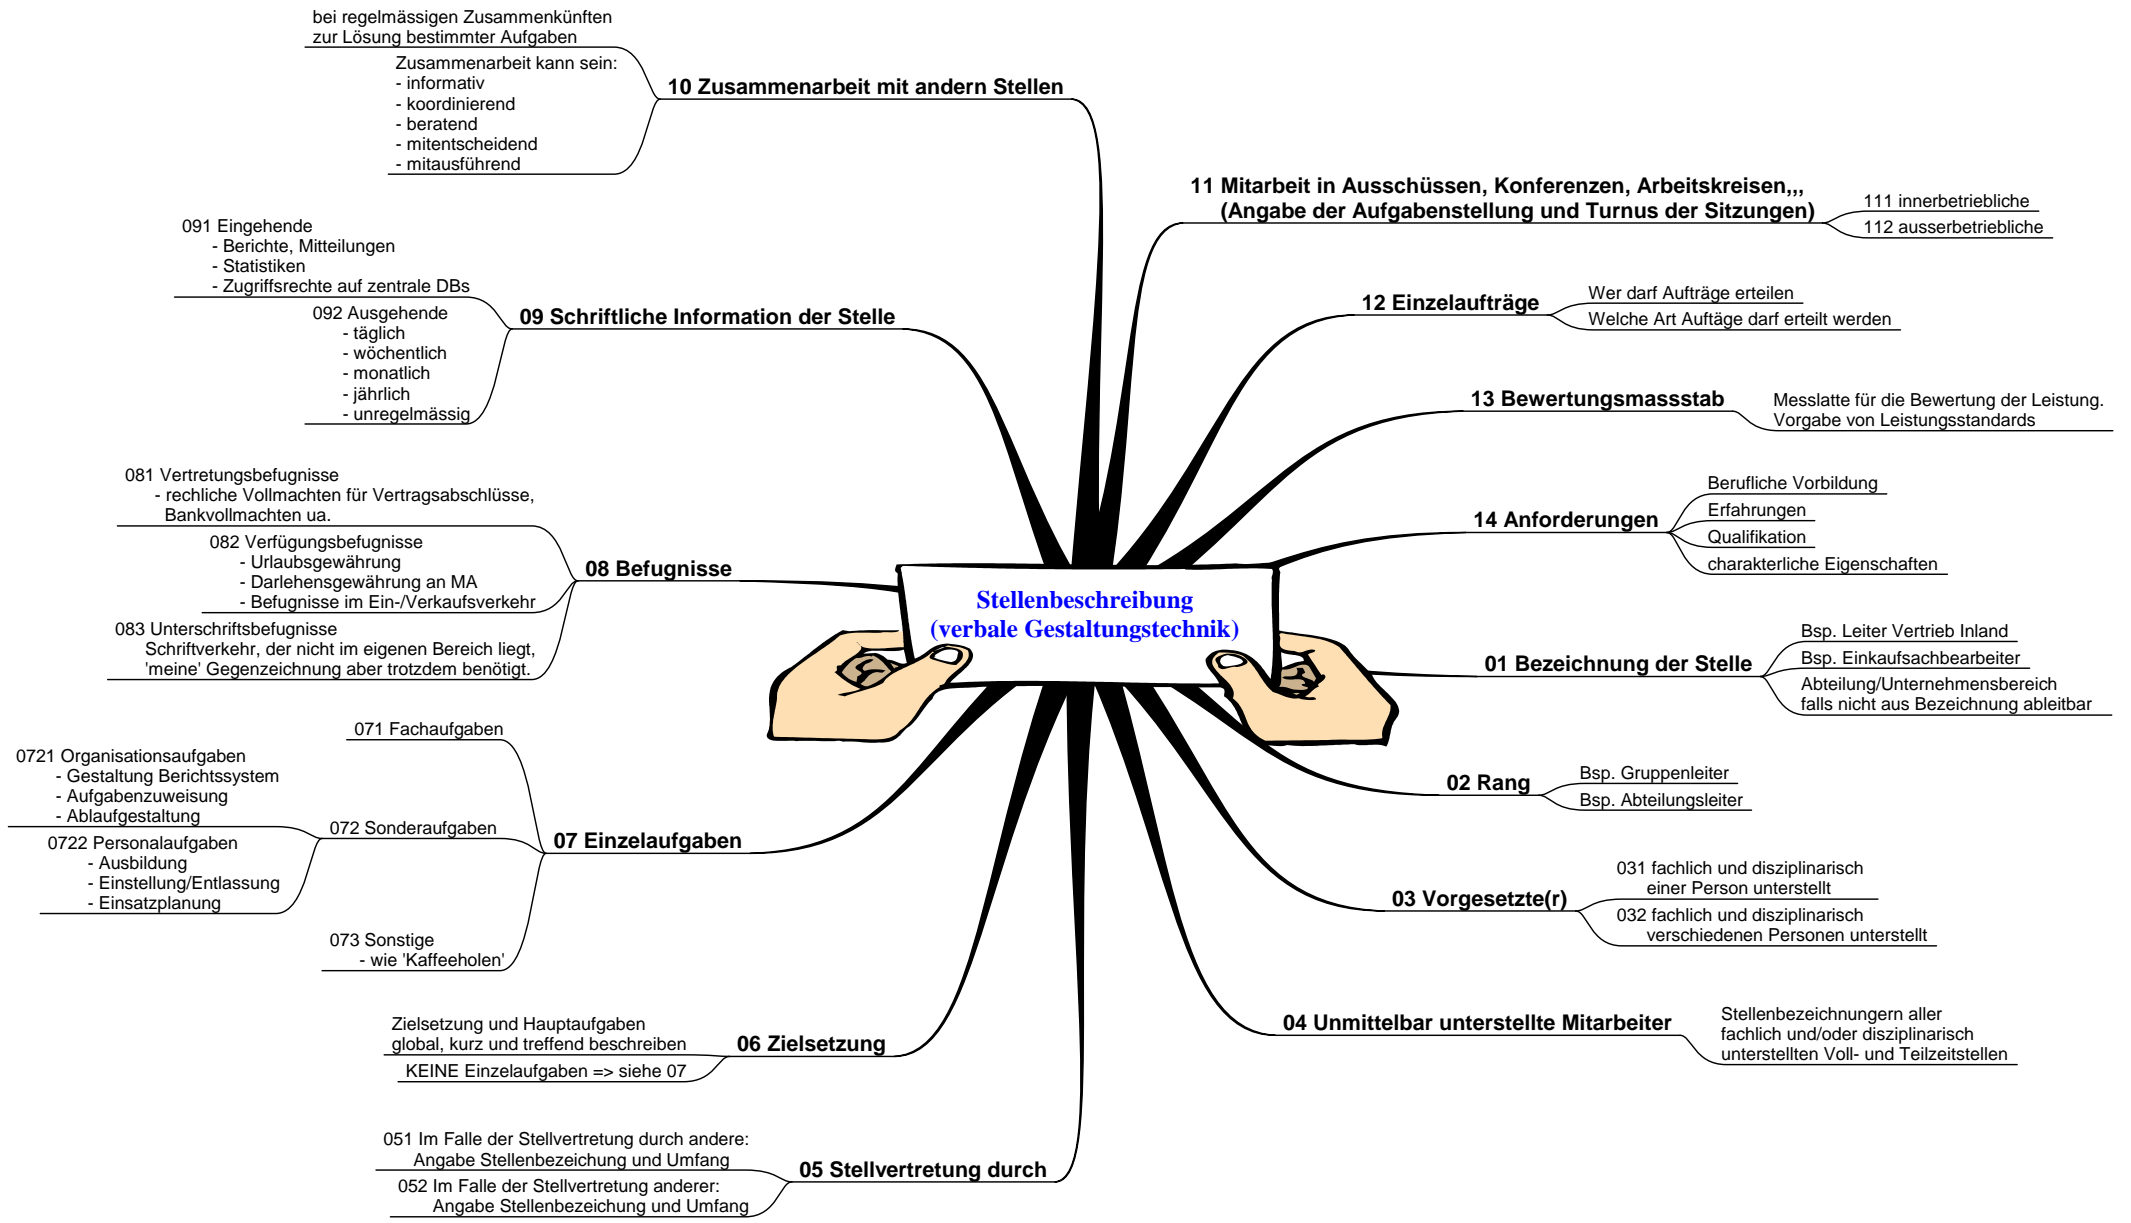 Stellenbeschreibung
(verbale Gestaltungstechnik)
01 Bezeichnung der Stelle
Bsp. Leiter Vertrieb Inland
Bsp. Einkaufsachbearbeiter
Abteilung/Unternehmensbereich
falls nicht aus Bezeichnung ableitbar
02 Rang
Bsp. Gruppenleiter
Bsp. Abteilungsleiter
03 Vorgesetzte(r)
031 fachlich und disziplinarisch
einer Person unterstellt
032 fachlich und disziplinarisch
verschiedenen Personen unterstellt
04 Unmittelbar unterstellte Mitarbeiter
Stellenbezeichnungern aller
fachlich und/oder disziplinarisch
unterstellten Voll- und Teilzeitstellen
05 Stellvertretung durch
051 Im Falle der Stellvertretung durch andere:
Angabe Stellenbezeichung und Umfang
052 Im Falle der Stellvertretung anderer:
Angabe Stellenbezeichung und Umfang
06 Zielsetzung
Zielsetzung und Hauptaufgaben
global, kurz und treffend beschreiben
KEINE Einzelaufgaben => siehe 07
07 Einzelaufgaben
071 Fachaufgaben
072 Sonderaufgaben
0721 Organisationsaufgaben
- Gestaltung Berichtssystem
- Aufgabenzuweisung
- Ablaufgestaltung
0722 Personalaufgaben
- Ausbildung
- Einstellung/Entlassung
- Einsatzplanung
073 Sonstige
- wie 'Kaffeeholen'
08 Befugnisse
081 Vertretungsbefugnisse
- rechliche Vollmachten für Vertragsabschlüsse,
Bankvollmachten ua.
082 Verfügungsbefugnisse
- Urlaubsgewährung
- Darlehensgewährung an MA
- Befugnisse im Ein-/Verkaufsverkehr
083 Unterschriftsbefugnisse
Schriftverkehr, der nicht im eigenen Bereich liegt,
'meine' Gegenzeichnung aber trotzdem benötigt.
09 Schriftliche Information der Stelle
091 Eingehende
- Berichte, Mitteilungen
- Statistiken
- Zugriffsrechte auf zentrale DBs
092 Ausgehende
- täglich
- wöchentlich
- monatlich
- jährlich
- unregelmässig
10 Zusammenarbeit mit andern Stellen
bei regelmässigen Zusammenkünften
zur Lösung bestimmter Aufgaben
Zusammenarbeit kann sein:
- informativ
- koordinierend
- beratend
- mitentscheidend
- mitausführend
11 Mitarbeit in Ausschüssen, Konferenzen, Arbeitskreisen,,,
(Angabe der Aufgabenstellung und Turnus der Sitzungen)
111 innerbetriebliche
112 ausserbetriebliche
12 Einzelaufträge
Wer darf Aufträge erteilen
Welche Art Auftäge darf erteilt werden
13 Bewertungsmassstab
Messlatte für die Bewertung der Leistung.
Vorgabe von Leistungsstandards
14 Anforderungen
Berufliche Vorbildung
Erfahrungen
Qualifikation
charakterliche Eigenschaften